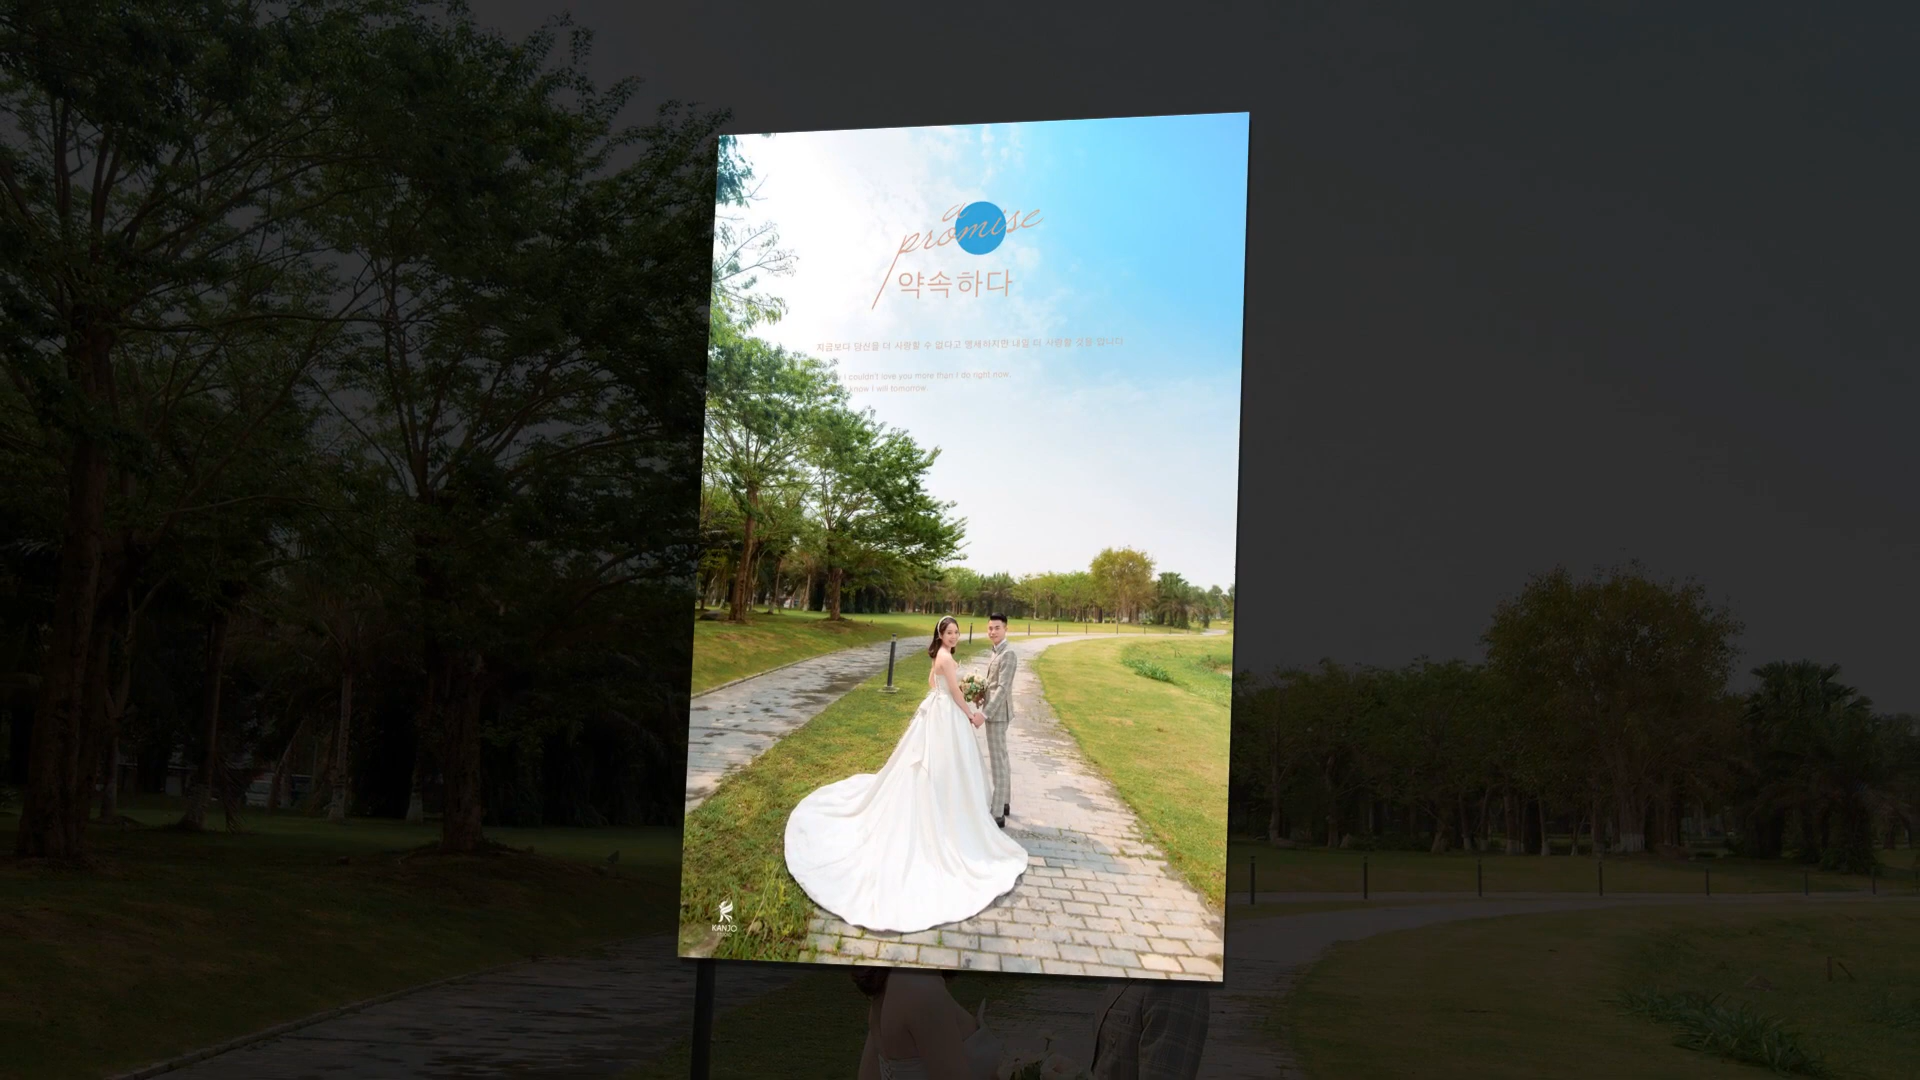 a
promise
약속하다
지금보다 당신을 더 사랑할 수 없다고 맹세하지만 내일 더 사랑할 것을 압니다
i couldn't love you more than I do right now,
know I will tomorrow.
KANJO
STUDIO